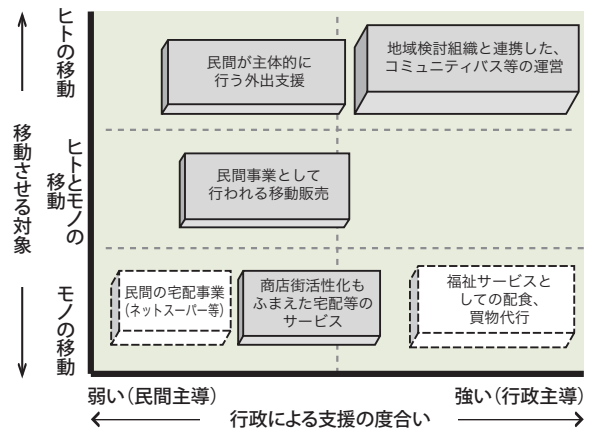 移動させる対象
ヒトの移動
ヒトとモノの
移動
モノの移動
民間が主体的に
行う外出支援
地域検討組織と連携した、
コミュニティバス等の運営
民間事業として
行われる移動販売
民間の宅配事業
(ネットスーパー等)
商店街活性化も
ふまえた宅配等の
サービス
福祉サービスと
しての配食、
買物代行
弱い(民間主導)
強い(行政主導)
行政による支援の度合い